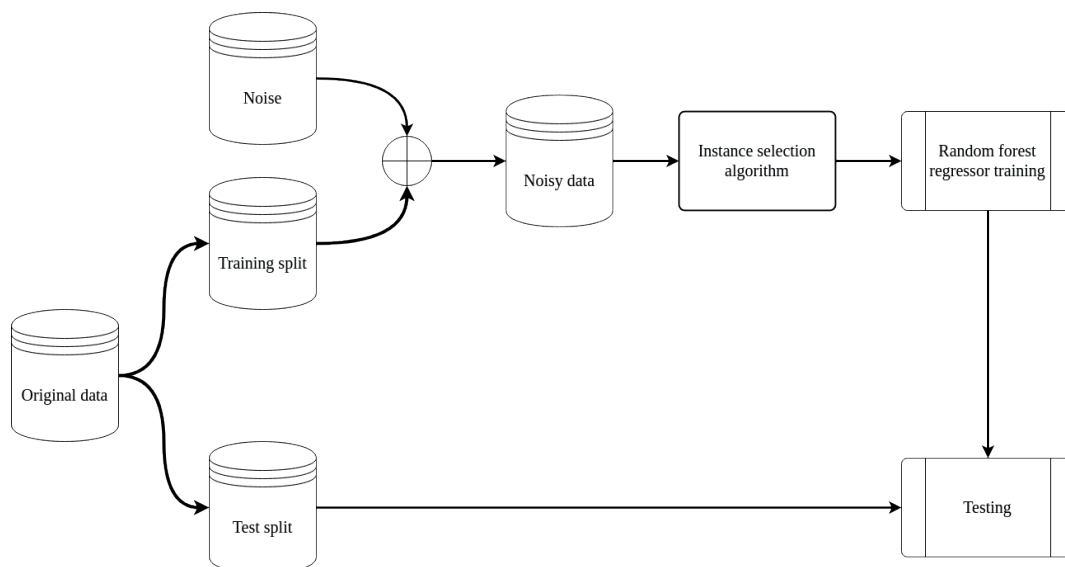 Noise
Noisy data
Instance selection
algorithm
Random forest
regressor training
Training split
Original data
Test split
Testing